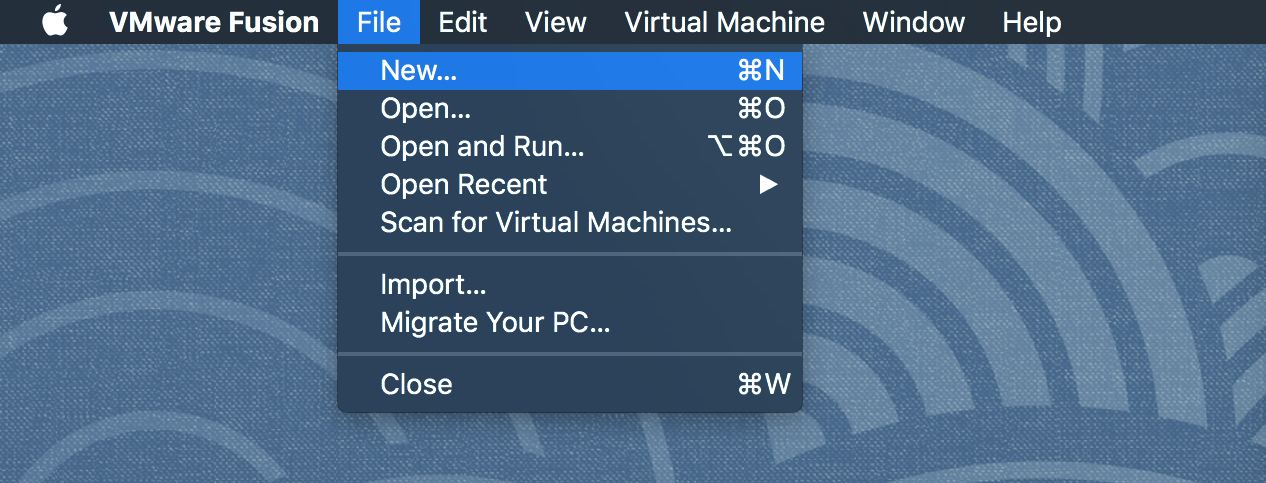 VMware Fusion File Edit View Virtual Machine Window Help
New... ⌘N
Open... ⌘O
Open and Run... ⌥⌘O
Open Recent ▶
Scan for Virtual Machines...
Import...
Migrate Your PC...
Close ⌘W